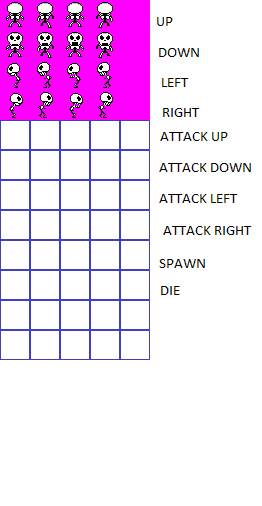 UP
DOWN
LEFT
RIGHT
ATTACK UP
ATTACK DOWN
ATTACK LEFT
ATTACK RIGHT
SPAWN
DIE